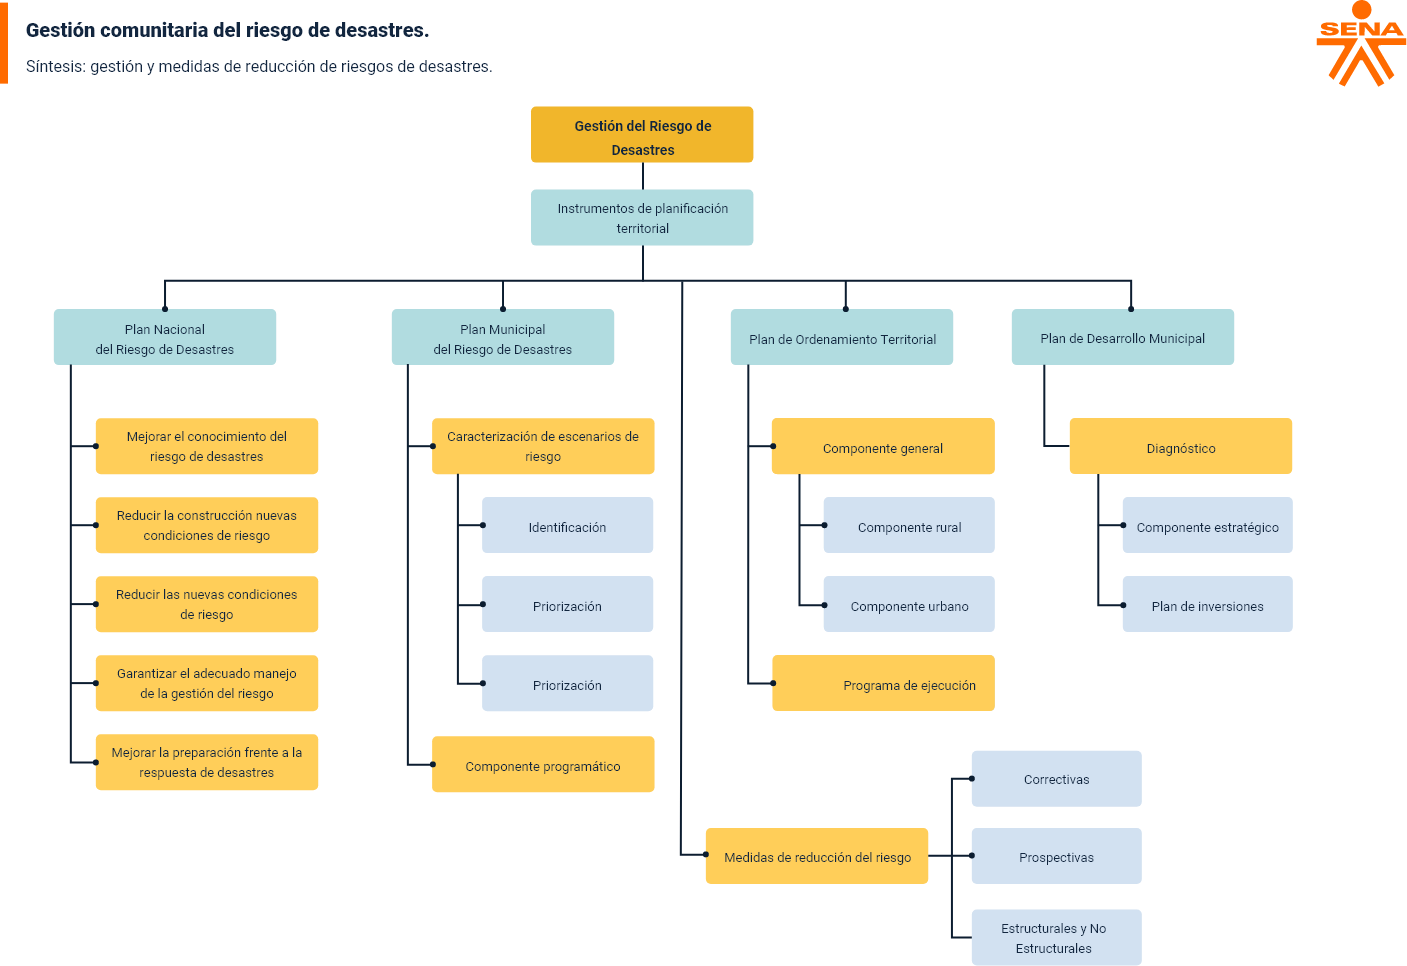 Gestión comunitaria del riesgo de desastres.
Síntesis: gestión y medidas de reducción de riesgos de desastres.
SENA
Gestión del Riesgo de
Desastres
Instrumentos de planificación
territorial
Plan Nacional
del Riesgo de Desastres
Mejorar el conocimiento del
riesgo de desastres
Reducir la construcción nuevas
condiciones de riesgo
Reducir las nuevas condiciones
de riesgo
Garantizar el adecuado manejo
de la gestión del riesgo
Mejorar la preparación frente a la
respuesta de desastres
Plan Municipal
del Riesgo de Desastres
Caracterización de escenarios de
riesgo
Identificación
Priorización
Priorización
Componente programático
Plan de Ordenamiento Territorial
Componente general
Componente rural
Componente urbano
Programa de ejecución
Plan de Desarrollo Municipal
Diagnóstico
Componente estratégico
Plan de inversiones
Medidas de reducción del riesgo
Correctivas
Prospectivas
Estructurales y No
Estructurales